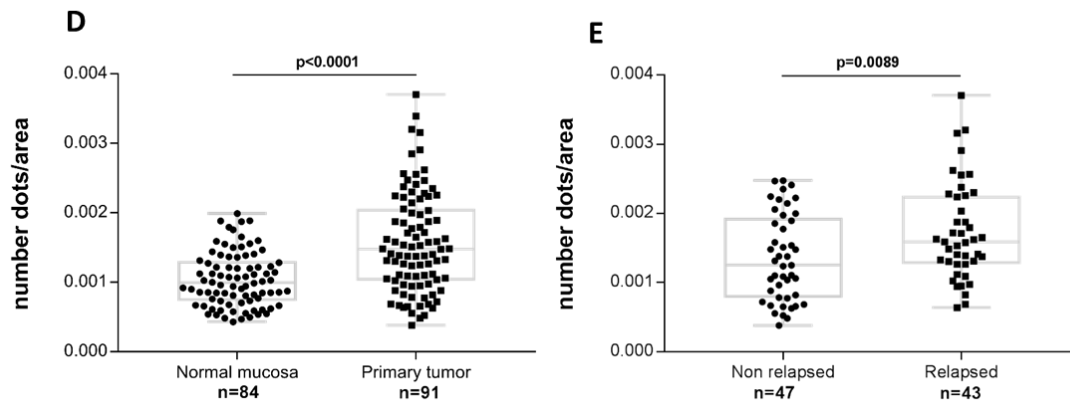 D
p<0.0001
number dots/area
0.004
0.003
0.002
0.001
0.000
Normal mucosa
n=84
Primary tumor
n=91
E
p=0.0089
number dots/area
0.004
0.003
0.002
0.001
0.000
Non relapsed
n=47
Relapsed
n=43